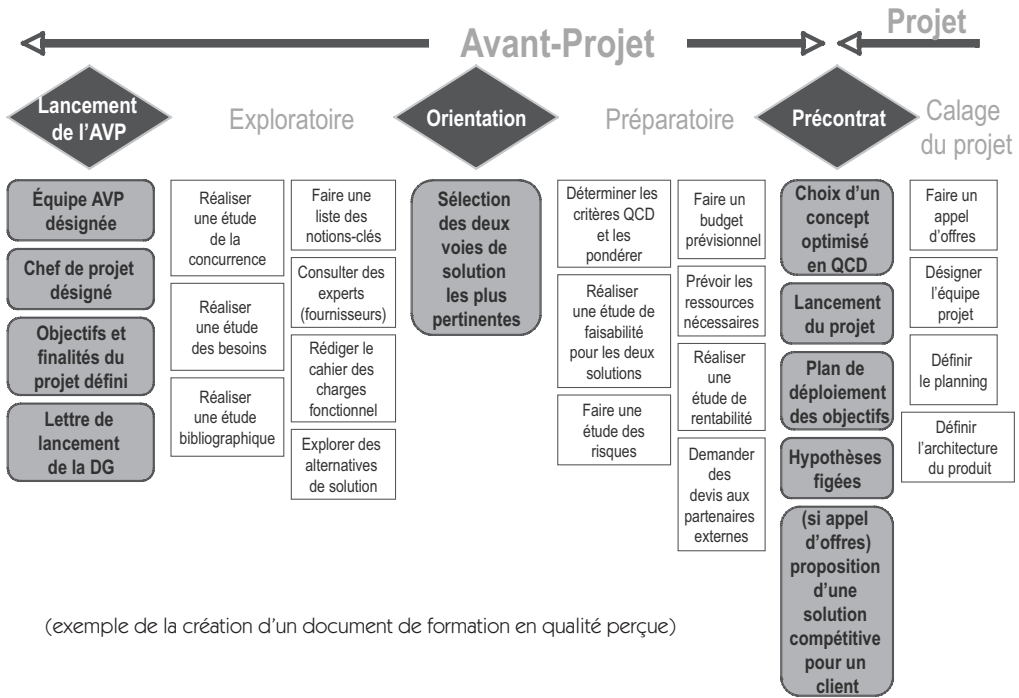 Avant-Projet
Projet
Lancement
de l’AVP
Exploratoire
Orientation
Préparatoire
Précontrat
Calage
du projet
Équipe AVP
désignée
Chef de projet
désigné
Objectifs et
finalités du
projet défini
Lettre de
lancement
de la DG
Réaliser
une étude
de la
concurrence
Réaliser
une étude
des besoins
Réaliser
une étude
bibliographique
Faire une
liste des
notions-clés
Consulter des
experts
(fournisseurs)
Rédiger le
cahier des
charges
fonctionnel
Explorer des
alternatives
de solution
Sélection
des deux
voies de
solution
les plus
pertinentes
Déterminer les
critères QCD
et les
pondérer
Réaliser
une étude de
faisabilité
pour les deux
solutions
Faire une
étude des
risques
Faire un
budget
prévisionnel
Prévoir les
ressources
nécessaires
Réaliser
une
étude de
rentabilité
Demander
des
devis aux
partenaires
externes
Choix d’un
concept
optimisé
en QCD
Lancement
du projet
Plan de
déploiement
des objectifs
Hypothèses
figées
(si appel
d’offres)
proposition
d’une
solution
compétitive
pour un
client
Faire un
appel
d’offres
Désigner
l’équipe
projet
Définir
le planning
Définir
l’architecture
du produit
(exemple de la création d’un document de formation en qualité perçue)